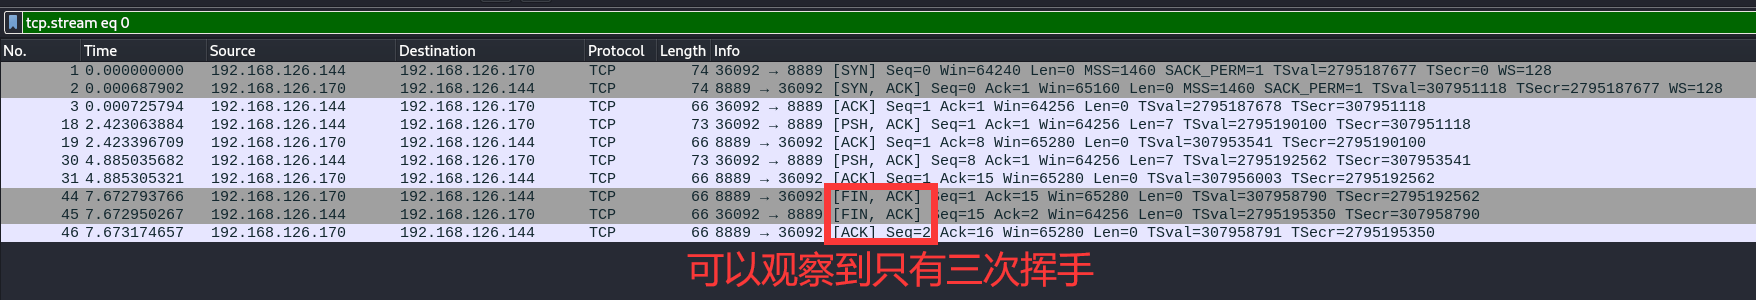 tcp.stream eq 0
No. Time Source Destination Protocol Length Info
1 0.000000000 192.168.126.144 192.168.126.170 TCP 74 36092 → 8889 [SYN] Seq=0 Win=64240 Len=0 MSS=1460 SACK_PERM=1 TSval=2795187677 TSecr=0 WS=128
2 0.000687902 192.168.126.170 192.168.126.144 TCP 74 8889 → 36092 [SYN, ACK] Seq=0 Ack=1 Win=65160 Len=0 MSS=1460 SACK_PERM=1 TSval=307951118 TSecr=2795187677 WS=128
3 0.000725794 192.168.126.144 192.168.126.170 TCP 66 36092 → 8889 [ACK] Seq=1 Ack=1 Win=64256 Len=0 TSval=2795187678 TSecr=307951118
18 2.423063884 192.168.126.144 192.168.126.170 TCP 73 36092 → 8889 [PSH, ACK] Seq=1 Ack=1 Win=64256 Len=7 TSval=2795190100 TSecr=307951118
19 2.423396709 192.168.126.170 192.168.126.144 TCP 66 8889 → 36092 [ACK] Seq=1 Ack=8 Win=65280 Len=0 TSval=307953541 TSecr=2795190100
30 4.885035682 192.168.126.144 192.168.126.170 TCP 73 36092 → 8889 [PSH, ACK] Seq=8 Ack=1 Win=64256 Len=7 TSval=2795192562 TSecr=307953541
31 4.885305321 192.168.126.170 192.168.126.144 TCP 66 8889 → 36092 [ACK] Seq=1 Ack=15 Win=65280 Len=0 TSval=307956003 TSecr=2795192562
44 7.672793766 192.168.126.170 192.168.126.144 TCP 66 8889 → 36092 [FIN, ACK] Seq=1 Ack=15 Win=65280 Len=0 TSval=307958790 TSecr=2795192562
45 7.672950267 192.168.126.144 192.168.126.170 TCP 66 36092 → 8889 [FIN, ACK] Seq=15 Ack=2 Win=64256 Len=0 TSval=2795195350 TSecr=307958790
46 7.673174657 192.168.126.170 192.168.126.144 TCP 66 8889 → 36092 [ACK] Seq=2 Ack=16 Win=65280 Len=0 TSval=307958791 TSecr=2795195350
可以观察到只有三次挥手